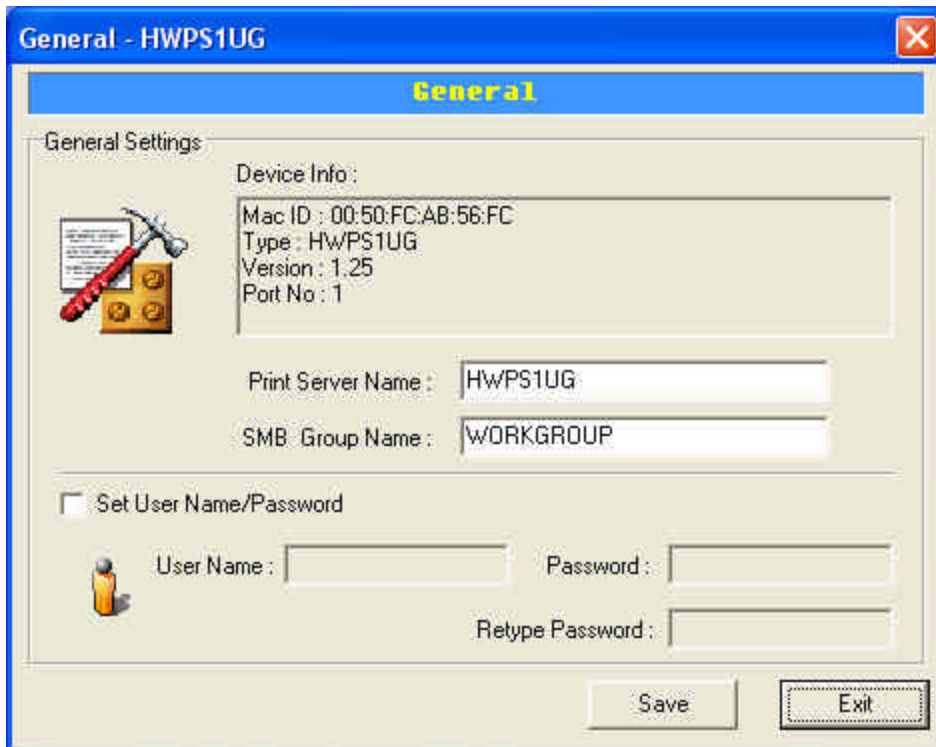 General - HWPS1UG
General
General Settings
Device Info :
Mac ID : 00:50:FC:AB:56:FC
Type : HWPS1UG
Version : 1.25
Port No : 1
Print Server Name : HWPS1UG
SMB Group Name : WORKGROUP
Set User Name/Password
User Name : Password :
Retype Password :
Save Exit